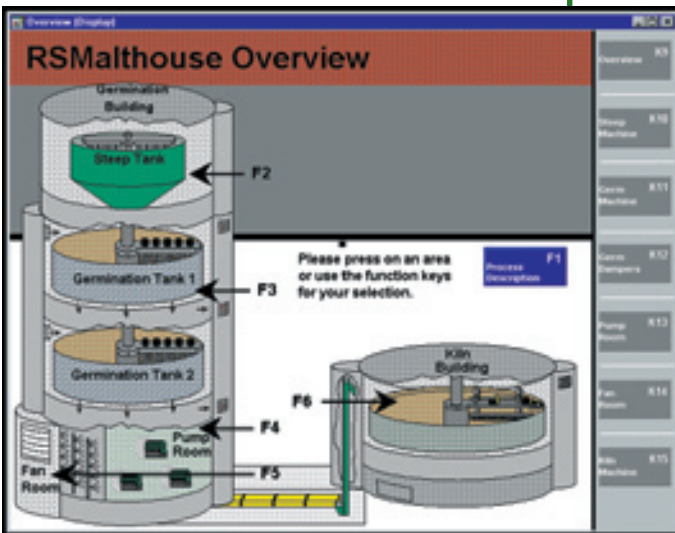 Overview (Display)
RSMalthouse Overview
Germination
Building
Steep Tank
F2
Germination Tank 1
F3
Please press on an area
or use the function keys
for your selection.
F1
Process
Description
Germination Tank 2
Kiln
Building
F6
F4
Pump
Room
F5
Fan
Room
Overview K9
Steep K10
Machine
Germ K11
Machine
Germ K12
Dampers
Pump K13
Room
Fan K14
Room
Kiln K15
Machine